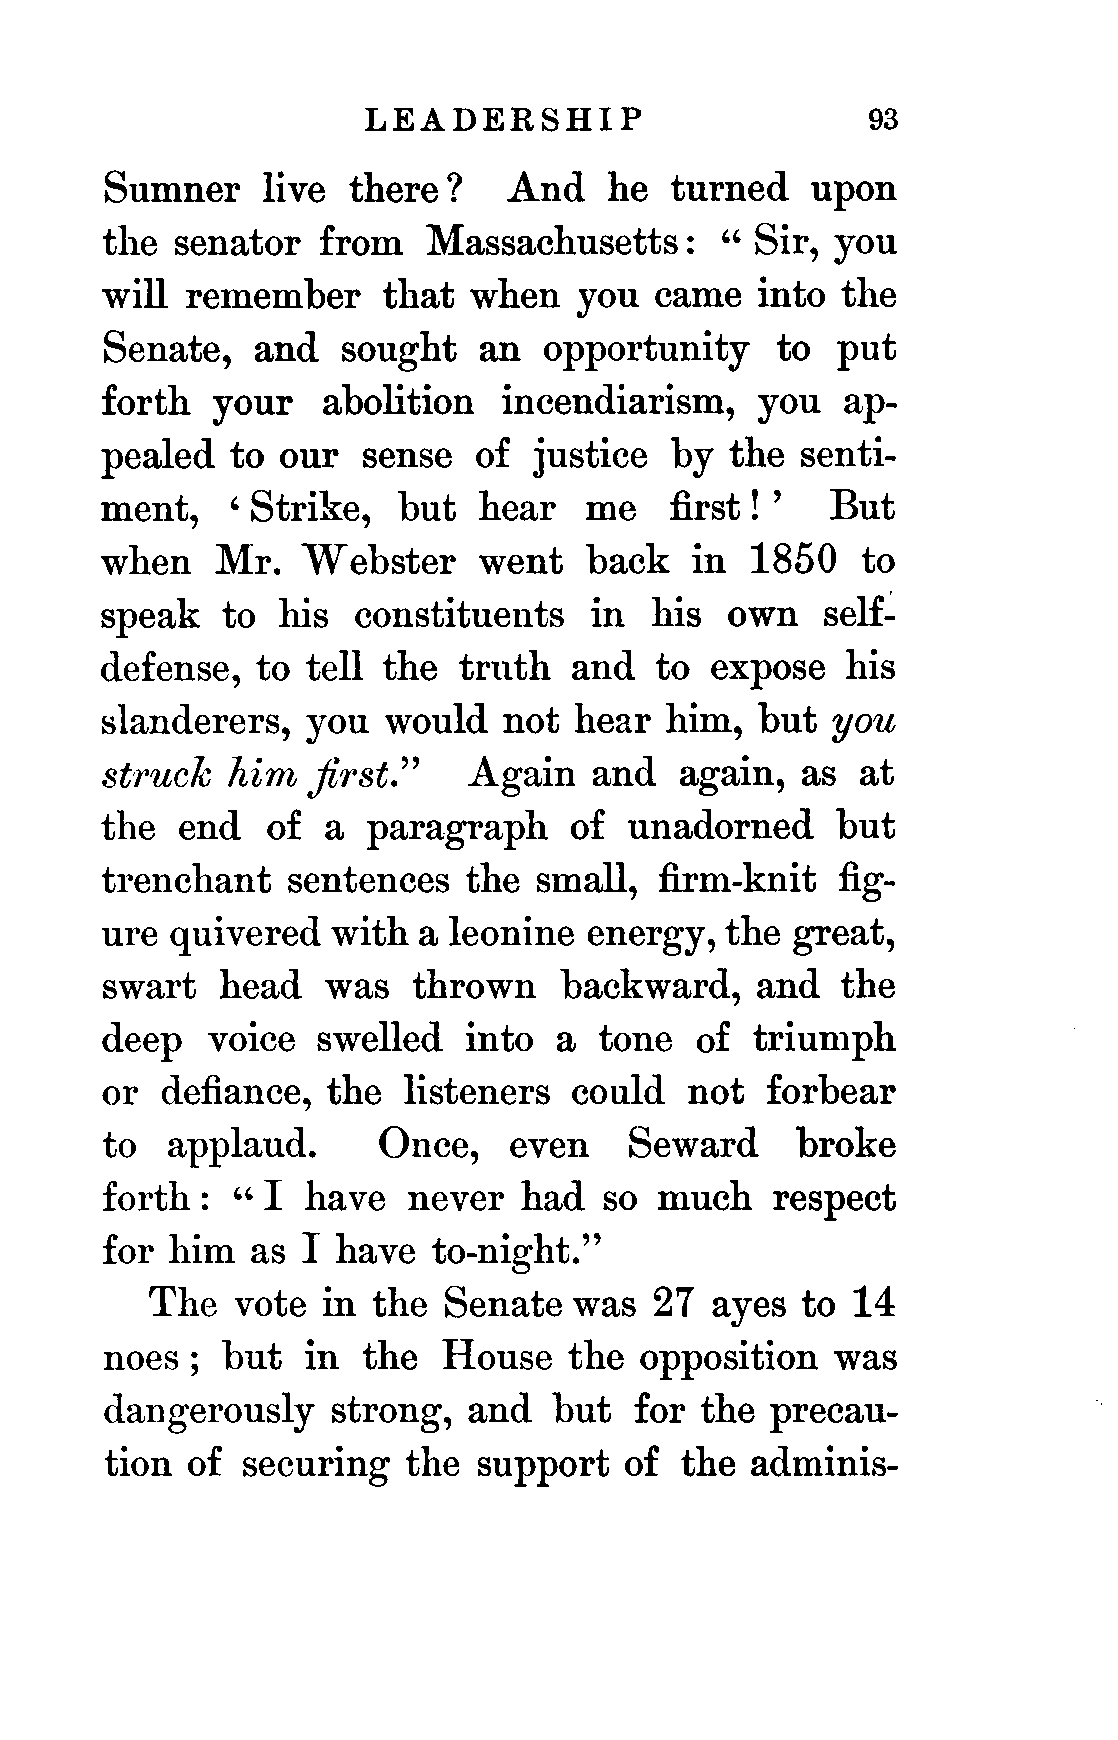 LEADERSHIP 93
Sumner live there? And he turned upon
the senator from Massachusetts: “Sir, you
will remember that when you came into the
Senate, and sought an opportunity to put
forth your abolition incendiarism, you ap-
pealed to our sense of justice by the senti-
ment, ‘Strike, but hear me first!’ But
when Mr. Webster went back in 1850 to
speak to his constituents in his own self-
defense, to tell the truth and to expose his
slanderers, you would not hear him, but you
struck him first.” Again and again, as at
the end of a paragraph of unadorned but
trenchant sentences the small, firm-knit fig-
ure quivered with a leonine energy, the great,
swart head was thrown backward, and the
deep voice swelled into a tone of triumph
or defiance, the listeners could not forbear
to applaud. Once, even Seward broke
forth: “I have never had so much respect
for him as I have to-night.”
The vote in the Senate was 27 ayes to 14
noes; but in the House the opposition was
dangerously strong, and but for the precau-
tion of securing the support of the adminis-